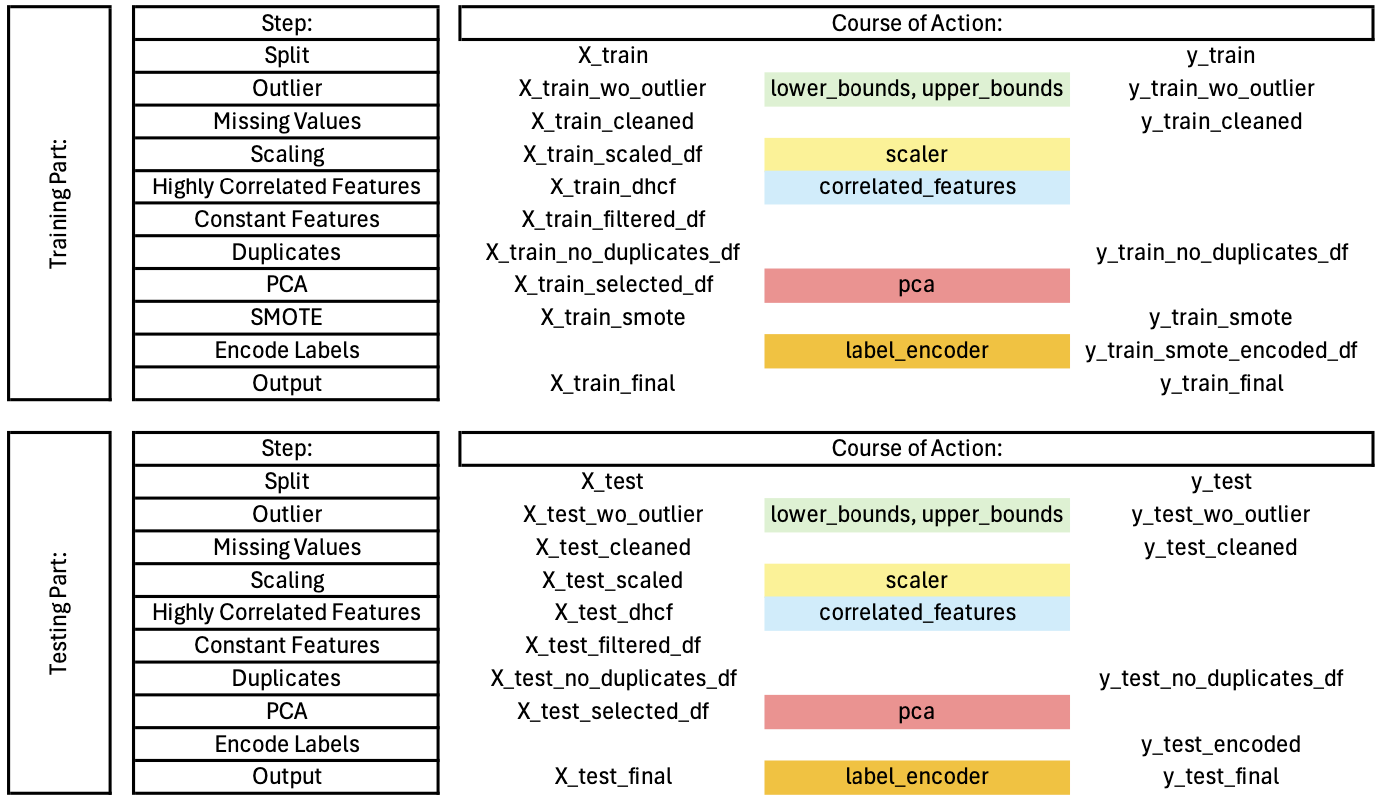 Training Part:
Step: Course of Action:
Split X_train y_train
Outlier X_train_wo_outlier lower_bounds, upper_bounds y_train_wo_outlier
Missing Values X_train_cleaned y_train_cleaned
Scaling X_train_scaled_df scaler
Highly Correlated Features X_train_dhcf correlated_features
Constant Features X_train_filtered_df
Duplicates X_train_no_duplicates_df y_train_no_duplicates_df
PCA X_train_selected_df pca
SMOTE X_train_smote y_train_smote
Encode Labels label_encoder y_train_smote_encoded_df
Output X_train_final y_train_final
Testing Part:
Step: Course of Action:
Split X_test y_test
Outlier X_test_wo_outlier lower_bounds, upper_bounds y_test_wo_outlier
Missing Values X_test_cleaned y_test_cleaned
Scaling X_test_scaled scaler
Highly Correlated Features X_test_dhcf correlated_features
Constant Features X_test_filtered_df
Duplicates X_test_no_duplicates_df y_test_no_duplicates_df
PCA X_test_selected_df pca
Encode Labels y_test_encoded
Output X_test_final label_encoder y_test_final